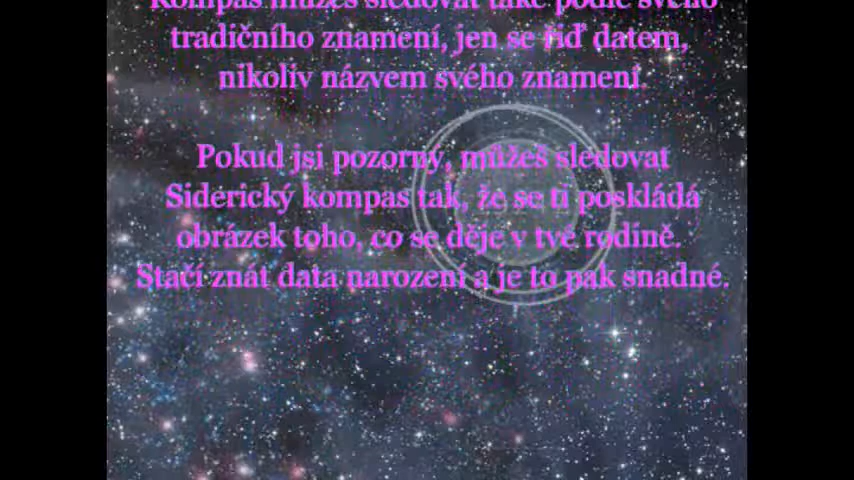 Kompas můžeš sledovat také podle svého
tradičního znamení, jen se řiď datem,
nikoliv názvem svého znamení.
Pokud jsi pozorný, můžeš sledovat
Siderický kompas tak, že se ti poskládá
obrázek toho, co se děje v tvé rodině.
Stačí znát data narození a je to pak snadné.